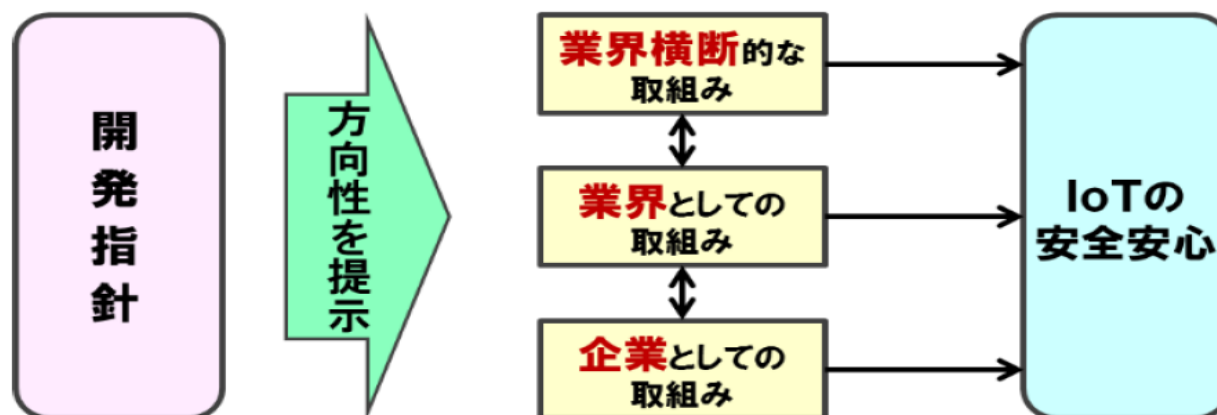 開発指針
方向性を提示
業界横断的な
取組み
業界としての
取組み
企業としての
取組み
IoTの
安全安心